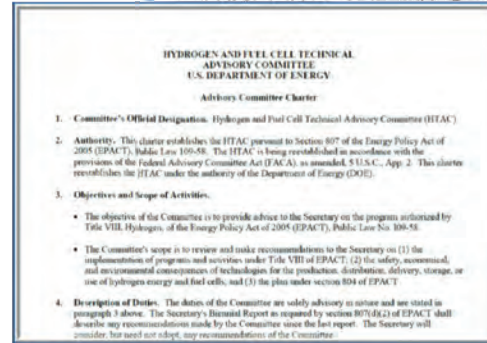 HYDROGEN AND FUEL CELL TECHNICAL
ADVISORY COMMITTEE
U.S. DEPARTMENT OF ENERGY
Advisory Committee Charter
1. Committee's Official Designation. Hydrogen and Fuel Cell Technical Advisory Committee (HTAC)
2. Authority. This charter establishes the HTAC pursuant to Section 807 of the Energy Policy Act of
2005 (EPACT), Public Law 109-58. The HTAC is being reestablished in accordance with the
provisions of the Federal Advisory Committee Act (FACA), as amended, 5 U.S.C., App. 2. This charter
reestablishes the HTAC under the authority of the Department of Energy (DOE).
3. Objectives and Scope of Activities.
• The objective of the Committee is to provide advice to the Secretary on the program authorized by
Title VIII, Hydrogen, of the Energy Policy Act of 2005 (EPACT), Public Law No. 109-58.
• The Committee's scope is to review and make recommendations to the Secretary on (1) the
implementation of programs and activities under Title VIII of EPACT; (2) the safety, economical,
and environmental consequences of technologies for the production, distribution, delivery, storage, or
use of hydrogen energy and fuel cells, and (3) the plan under section 804 of EPACT
4. Description of Duties. The duties of the Committee are solely advisory in nature and are stated in
paragraph 3 above. The Secretary's Biennial Report as required by section 807(d)(2) of EPACT shall
describe any recommendations made by the Committee since the last report. The Secretary will
consider, but need not adopt, any recommendations of the Committee